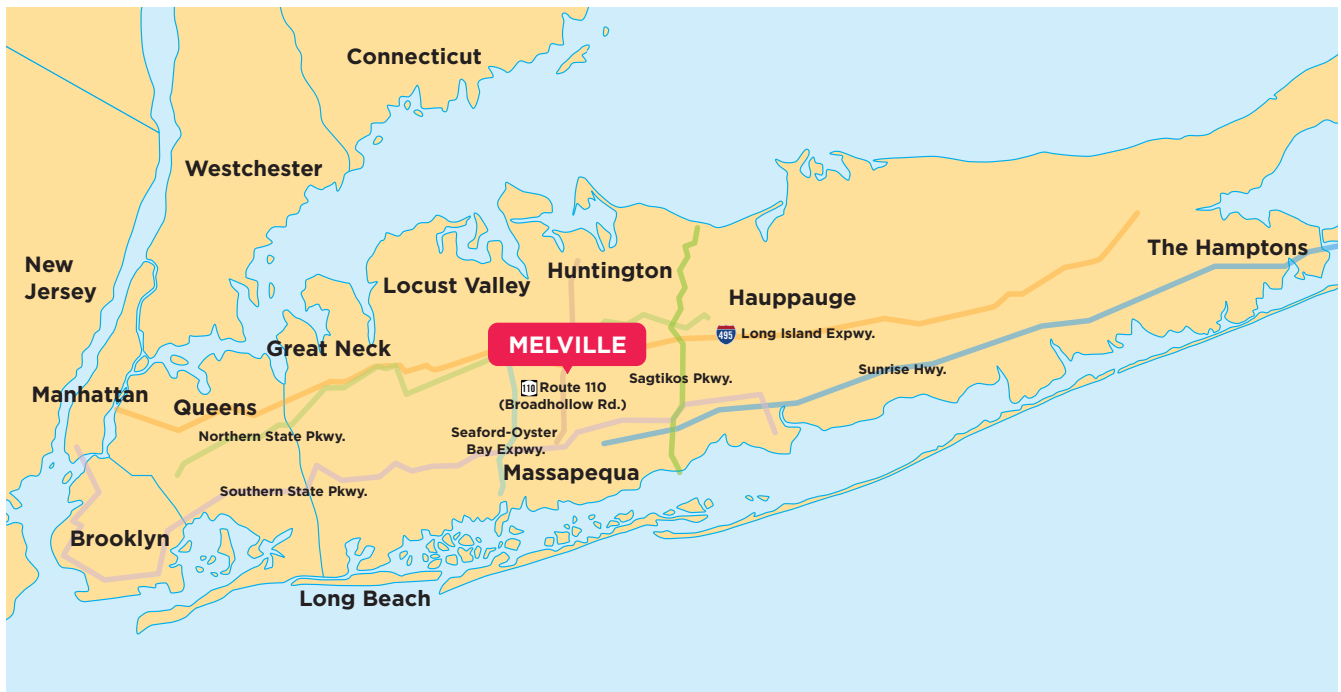 Connecticut
Westchester
New
Jersey
Locust Valley
Huntington
The Hamptons
Hauppauge
495 Long Island Expwy.
MELVILLE
Great Neck
Sunrise Hwy.
Sagtikos Pkwy.
110 Route 110
(Broadhollow Rd.)
Manhattan
Queens
Northern State Pkwy.
Seaford-Oyster
Bay Expwy.
Massapequa
Southern State Pkwy.
Brooklyn
Long Beach